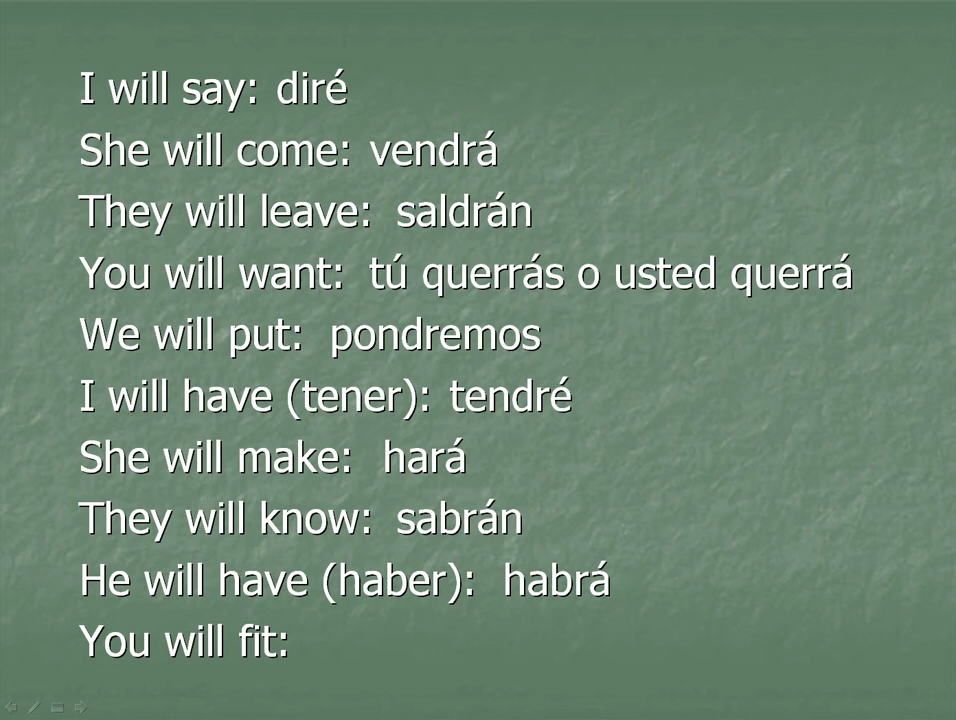 I will say: diré
She will come: vendrá
They will leave: saldrán
You will want: tú querrás o usted querrá
We will put: pondremos
I will have (tener): tendré
She will make: hará
They will know: sabrán
He will have (haber): habrá
You will fit: